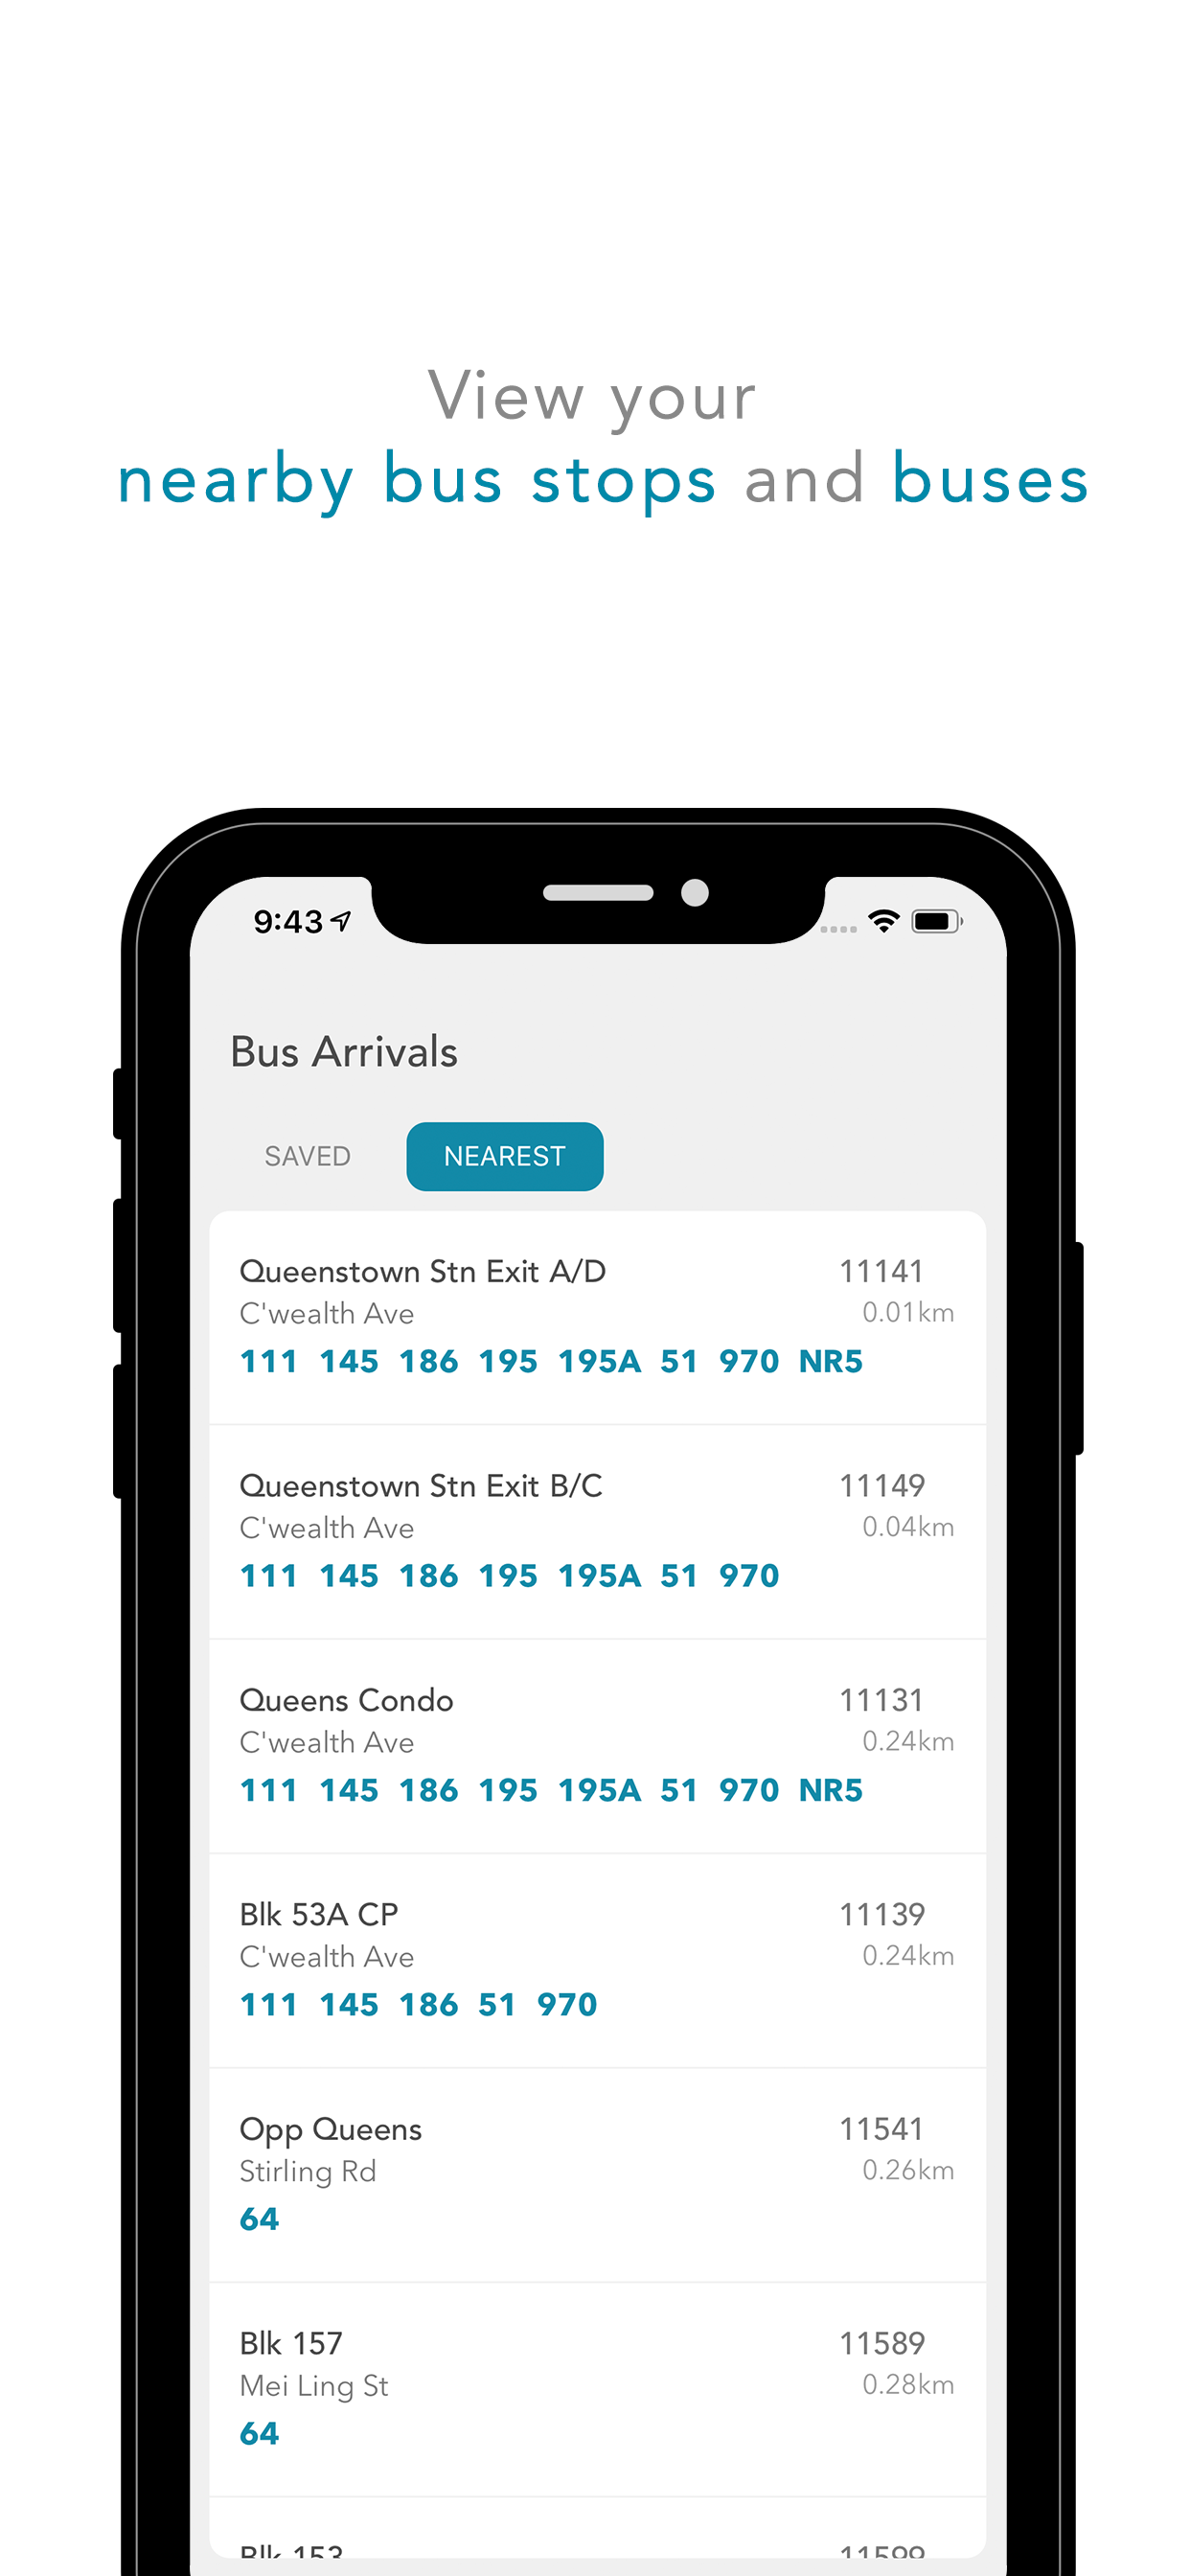 View your
nearby bus stops and buses
9:43
Bus Arrivals
SAVED NEAREST
Queenstown Stn Exit A/D 11141
C'wealth Ave 0.01km
111 145 186 195 195A 51 970 NR5
Queenstown Stn Exit B/C 11149
C'wealth Ave 0.04km
111 145 186 195 195A 51 970
Queens Condo 11131
C'wealth Ave 0.24km
111 145 186 195 195A 51 970 NR5
Blk 53A CP 11139
C'wealth Ave 0.24km
111 145 186 51 970
Opp Queens 11541
Stirling Rd 0.26km
64
Blk 157 11589
Mei Ling St 0.28km
64
Blk 153 11599